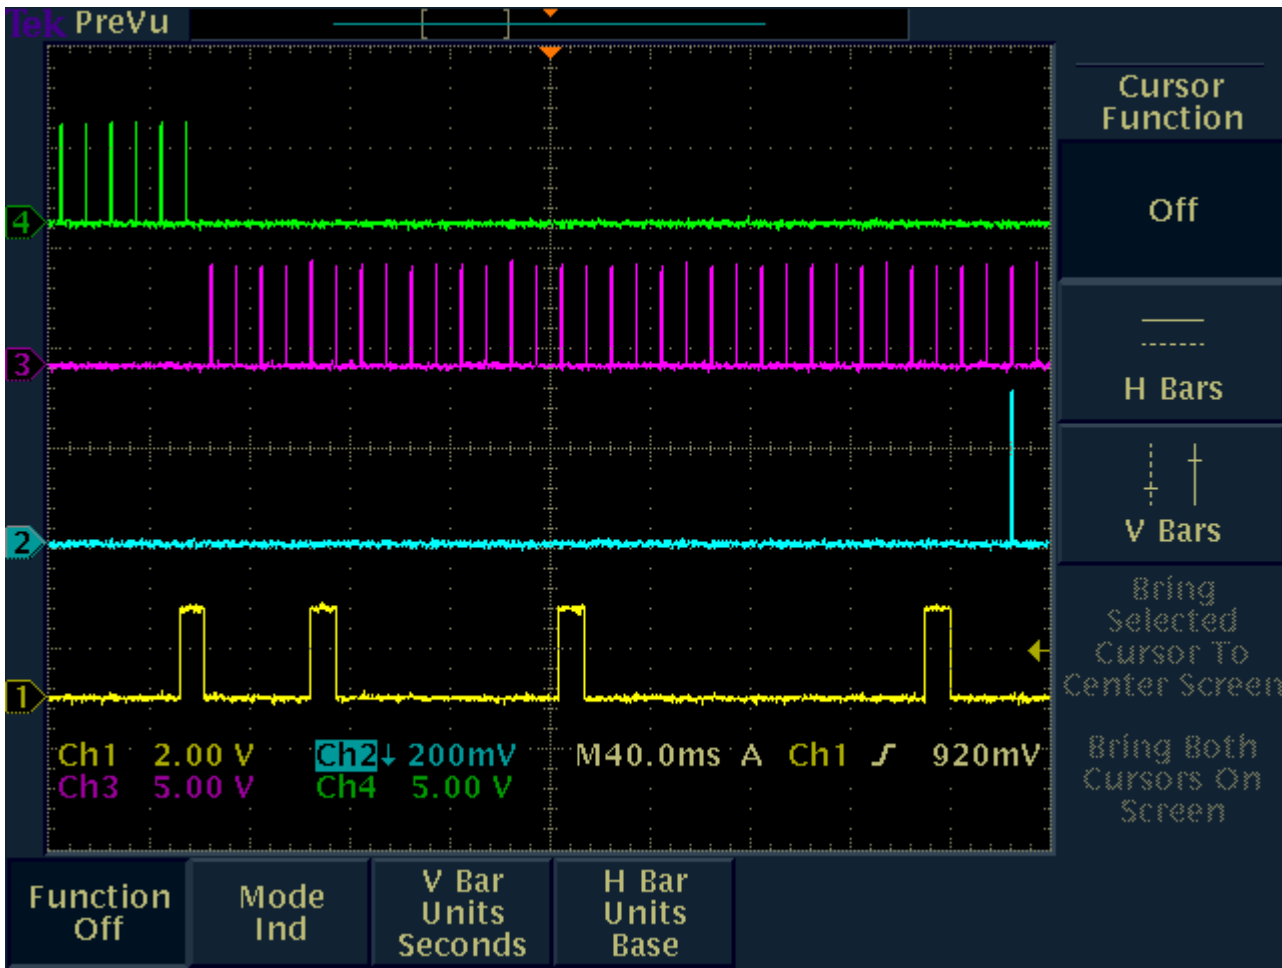 Tek PreVu
Cursor
Function
Off
H Bars
V Bars
Bring
Selected
Cursor To
Center Screen
Bring Both
Cursors On
Screen
4
3
2
1
Ch1 2.00 V Ch2↓ 200mV M40.0ms A Ch1 ƒ 920mV
Ch3 5.00 V Ch4 5.00 V
Function
Off
Mode
Ind
V Bar
Units
Seconds
H Bar
Units
Base